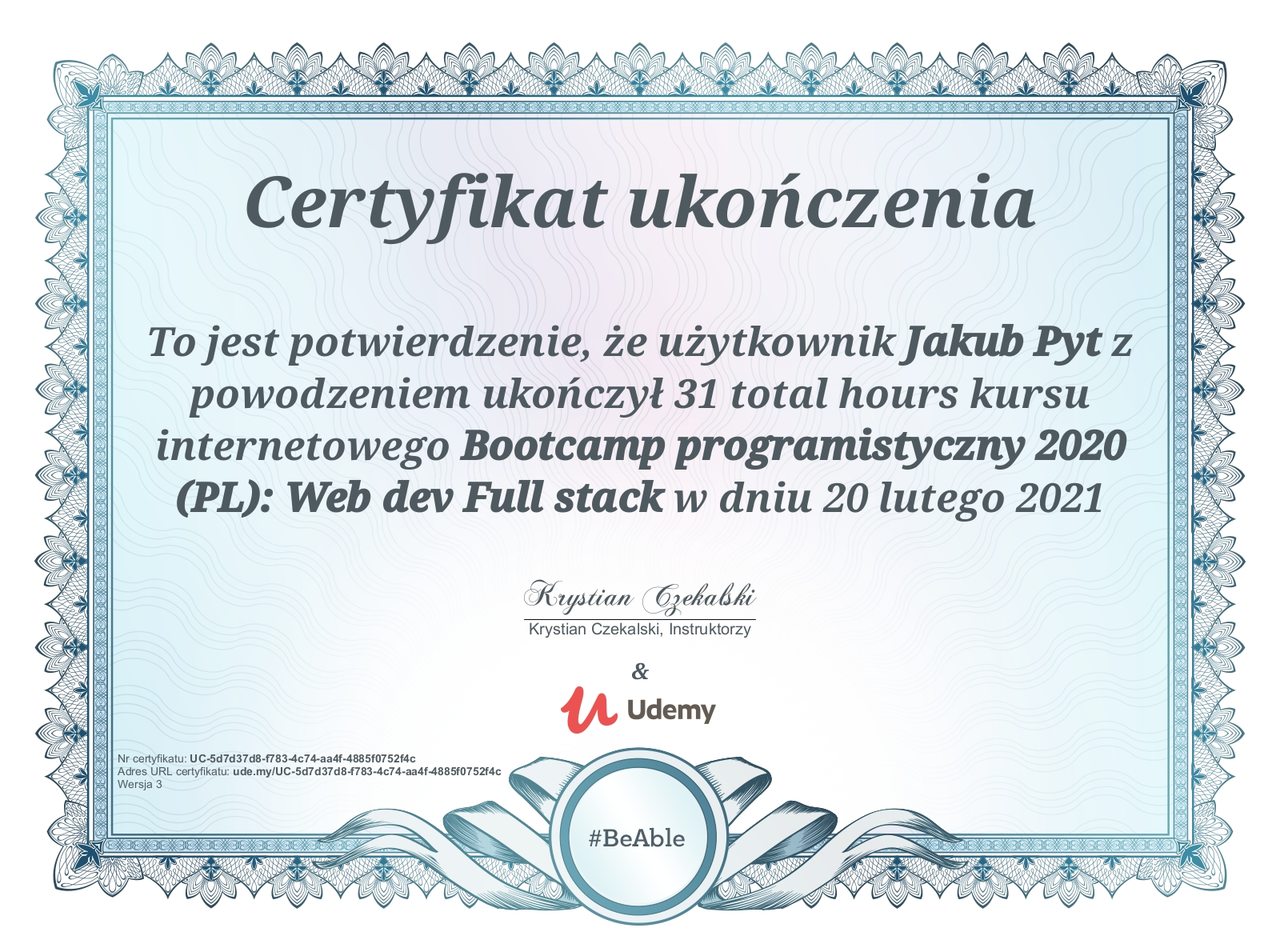 Certyfikat ukończenia
To jest potwierdzenie, że użytkownik Jakub Pyt z
powodzeniem ukończył 31 total hours kursu
internetowego Bootcamp programistyczny 2020
(PL): Web dev Full stack w dniu 20 lutego 2021
Krystian Czekalski
Krystian Czekalski, Instruktorzy
&
Udemy
Nr certyfikatu: UC-5d7d37d8-f783-4c74-aa4f-4885f0752f4c
Adres URL certyfikatu: ude.my/UC-5d7d37d8-f783-4c74-aa4f-4885f0752f4c
Wersja 3
#BeAble